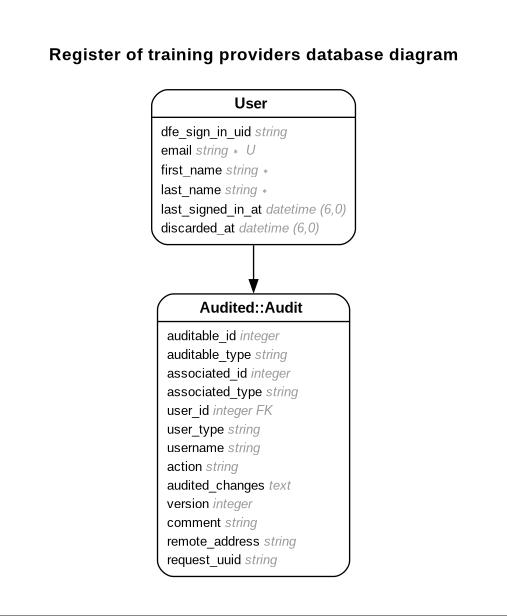 Register of training providers database diagram
User
dfe_sign_in_uid string
email string * U
first_name string *
last_name string *
last_signed_in_at datetime (6,0)
discarded_at datetime (6,0)
Audited::Audit
auditable_id integer
auditable_type string
associated_id integer
associated_type string
user_id integer FK
user_type string
username string
action string
audited_changes text
version integer
comment string
remote_address string
request_uuid string